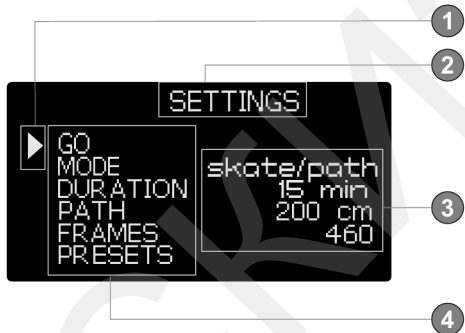 1
2
SETTINGS
GO
MODE skate/path
DURATION 15 min
PATH 200 cm
FRAMES 460
PRESETS
3
4